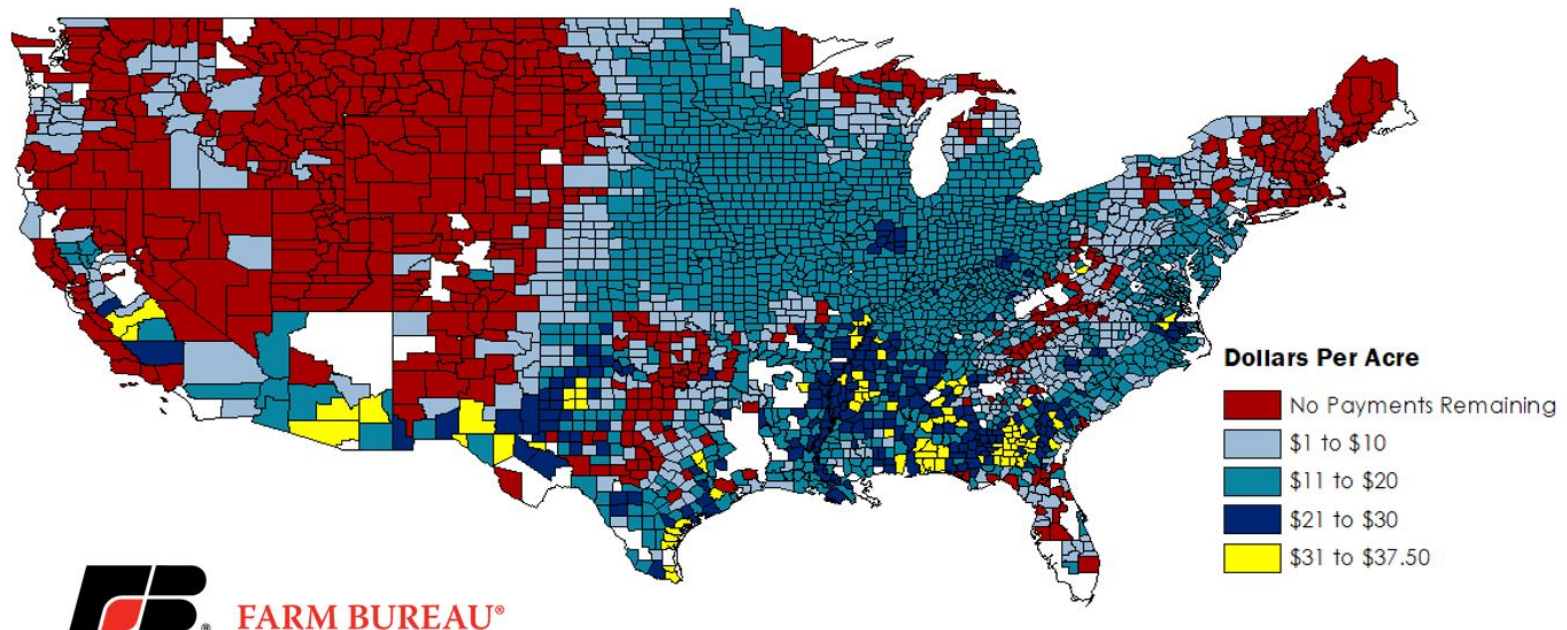 Dollars Per Acre
No Payments Remaining
$1 to $10
$11 to $20
$21 to $30
$31 to $37.50
FB®
FARM BUREAU®